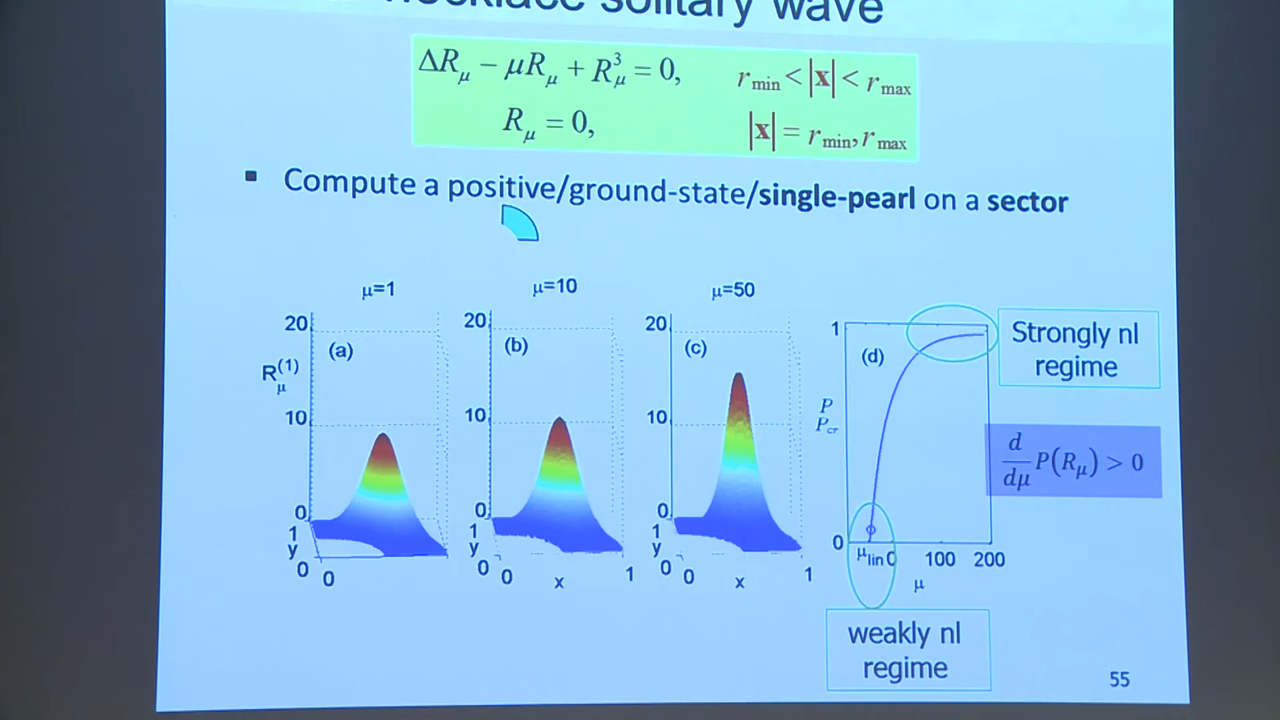 necklace solitary wave
ΔR_μ − μR_μ + R_μ^3 = 0, r_min < |x| < r_max
R_μ = 0, |x| = r_min, r_max
▪ Compute a positive/ground-state/single-pearl on a sector
μ=1
μ=10
μ=50
20
(a)
R_μ^(1)
10
0
1
y
0
0
20
(b)
10
0
1
y
0
0
x
1
20
(c)
10
0
1
y
0
0
x
1
1
(d)
P
P_cr
0
μ_lin 0
100
200
μ
Strongly nl
regime
d/dμ P(R_μ) > 0
weakly nl
regime
55